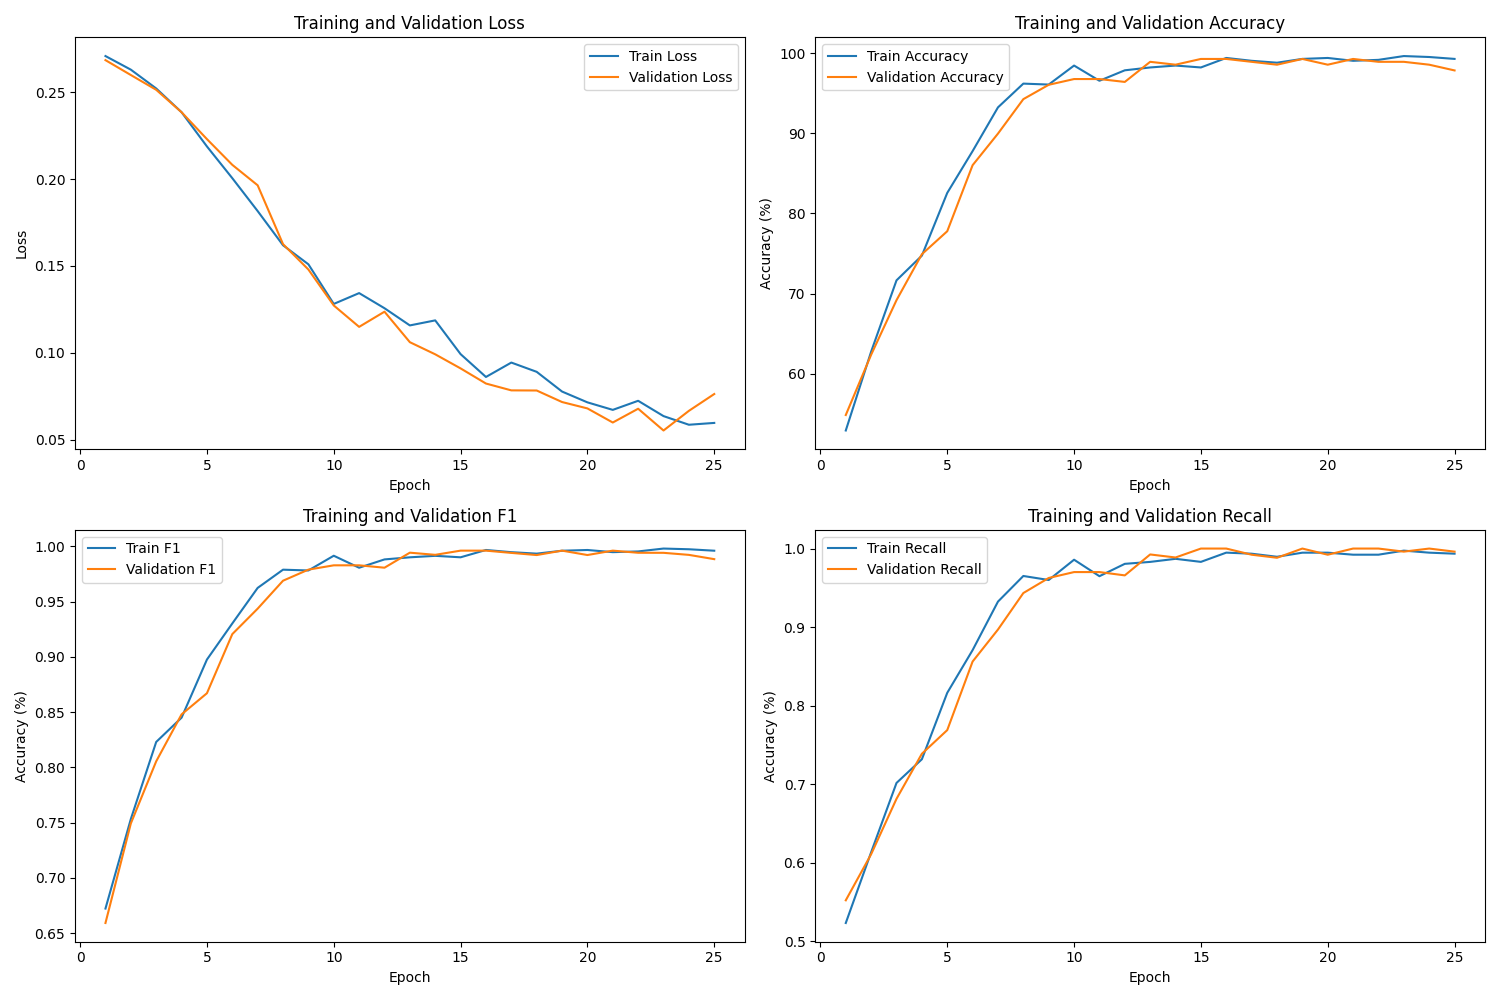 Training and Validation Loss
Train Loss
Validation Loss
0.25
0.20
0.15
0.10
0.05
Loss
0 5 10 15 20 25
Epoch
Training and Validation Accuracy
Train Accuracy
Validation Accuracy
100
90
80
70
60
Accuracy (%)
0 5 10 15 20 25
Epoch
Training and Validation F1
Train F1
Validation F1
1.00
0.95
0.90
0.85
0.80
0.75
0.70
0.65
Accuracy (%)
0 5 10 15 20 25
Epoch
Training and Validation Recall
Train Recall
Validation Recall
1.0
0.9
0.8
0.7
0.6
0.5
Accuracy (%)
0 5 10 15 20 25
Epoch